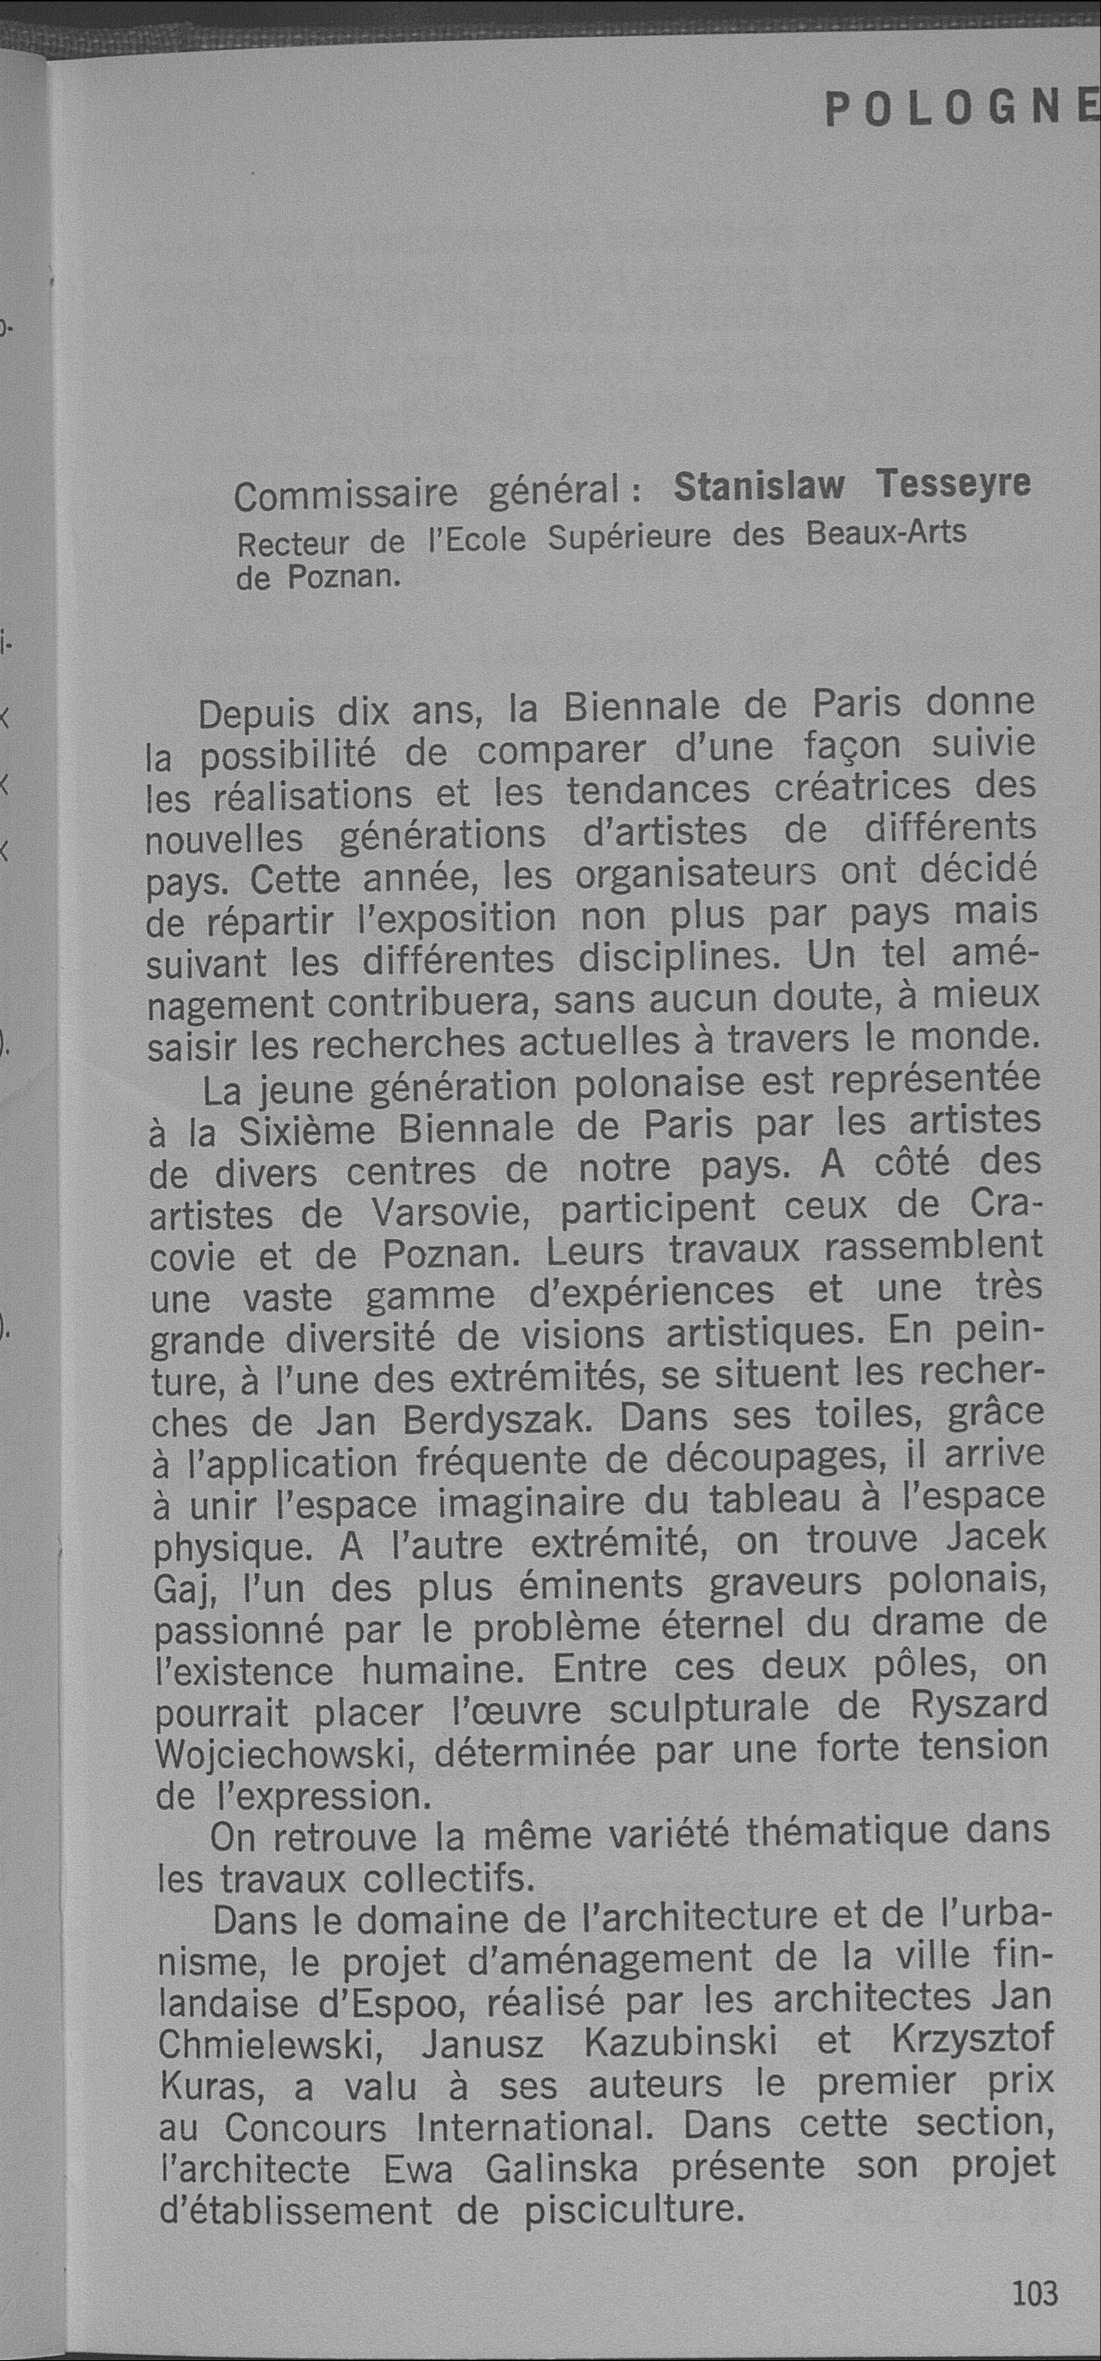 POLOGNE
Commissaire général : Stanislaw Tesseyre
Recteur de l'Ecole Supérieure des Beaux-Arts
de Poznan.
Depuis dix ans, la Biennale de Paris donne
la possibilité de comparer d'une façon suivie
les réalisations et les tendances créatrices des
nouvelles générations d'artistes de différents
pays. Cette année, les organisateurs ont décidé
de répartir l'exposition non plus par pays mais
suivant les différentes disciplines. Un tel amé-
nagement contribuera, sans aucun doute, à mieux
saisir les recherches actuelles à travers le monde.
La jeune génération polonaise est représentée
à la Sixième Biennale de Paris par les artistes
de divers centres de notre pays. A côté des
artistes de Varsovie, participent ceux de Cra-
covie et de Poznan. Leurs travaux rassemblent
une vaste gamme d'expériences et une très
grande diversité de visions artistiques. En pein-
ture, à l'une des extrémités, se situent les recher-
ches de Jan Berdyszak. Dans ses toiles, grâce
à l'application fréquente de découpages, il arrive
à unir l'espace imaginaire du tableau à l'espace
physique. A l'autre extrémité, on trouve Jacek
Gaj, l'un des plus éminents graveurs polonais,
passionné par le problème éternel du drame de
l'existence humaine. Entre ces deux pôles, on
pourrait placer l'œuvre sculpturale de Ryszard
Wojciechowski, déterminée par une forte tension
de l'expression.
On retrouve la même variété thématique dans
les travaux collectifs.
Dans le domaine de l'architecture et de l'urba-
nisme, le projet d'aménagement de la ville fin-
landaise d'Espoo, réalisé par les architectes Jan
Chmielewski, Janusz Kazubinski et Krzysztof
Kuras, a valu à ses auteurs le premier prix
au Concours International. Dans cette section,
l'architecte Ewa Galinska présente son projet
d'établissement de pisciculture.
103